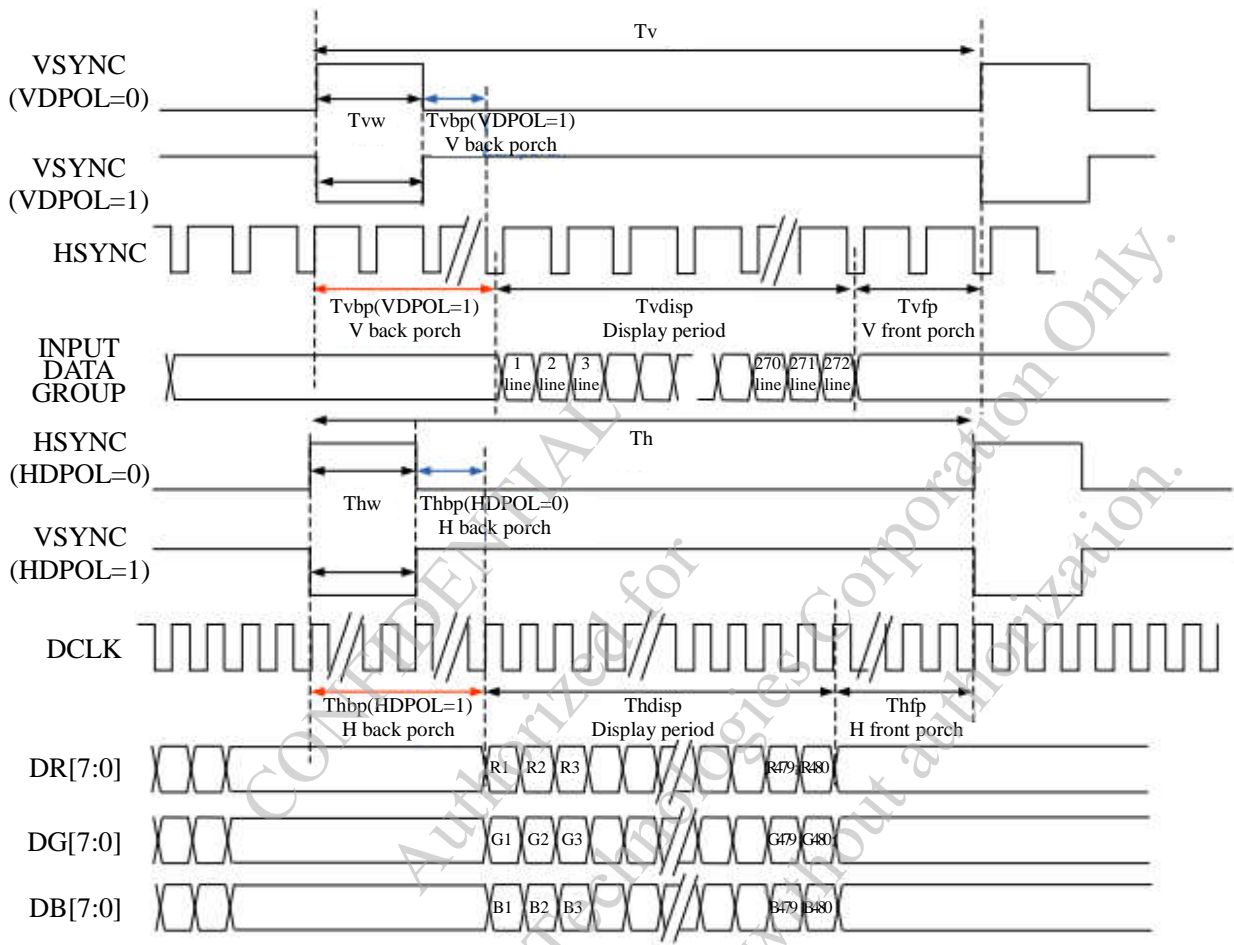 Tv
VSYNC
(VDPOL=0)
Tvw
Tvbp(VDPOL=1)
V back porch
VSYNC
(VDPOL=1)
HSYNC
Tvbp(VDPOL=1)
V back porch
Tvdisp
Display period
Tvfp
V front porch
INPUT
DATA
GROUP
1
line
2
line
3
line
270
line
271
line
272
line
Th
HSYNC
(HDPOL=0)
Thw
Thbp(HDPOL=0)
H back porch
VSYNC
(HDPOL=1)
DCLK
Thbp(HDPOL=1)
H back porch
Thdisp
Display period
Thfp
H front porch
DR[7:0]
R1
R2
R3
R479
R480
DG[7:0]
G1
G2
G3
G479
G480
DB[7:0]
B1
B2
B3
B479
B480
CONFIDENTIAL
Authorized for
Technologies Corporation Only.
without authorization.